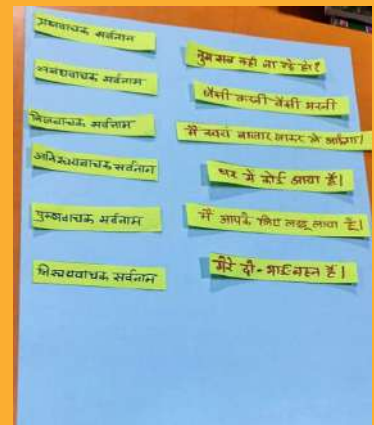 प्रश्नवाचक सर्वनाम
तुम सब कहाँ जा रहे हो?
संबंधवाचक सर्वनाम
जैसी करनी वैसी भरनी
निजवाचक सर्वनाम
मैं स्वयं बाजार जाकर ले आऊँगा।
अनिश्चयवाचक सर्वनाम
घर में कोई आया है।
पुरुषवाचक सर्वनाम
मैं आपके लिए लड्डू लाया हूँ।
निश्चयवाचक सर्वनाम
मेरे दो-भाई बहन हैं।